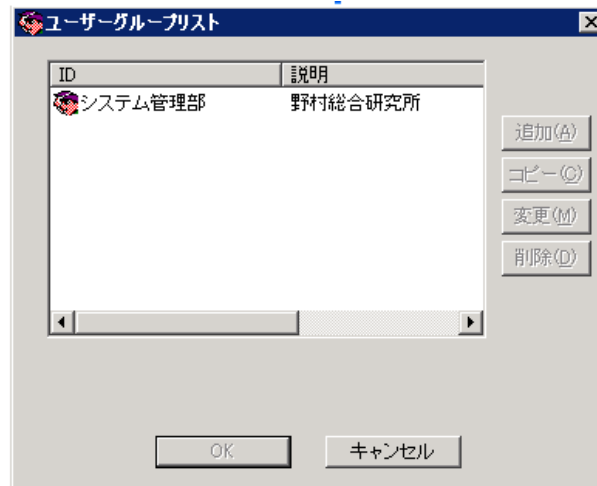 ユーザーグループリスト
ID 説明
システム管理部 野村総合研究所
追加(A)
コピー(C)
変更(M)
削除(D)
OK キャンセル